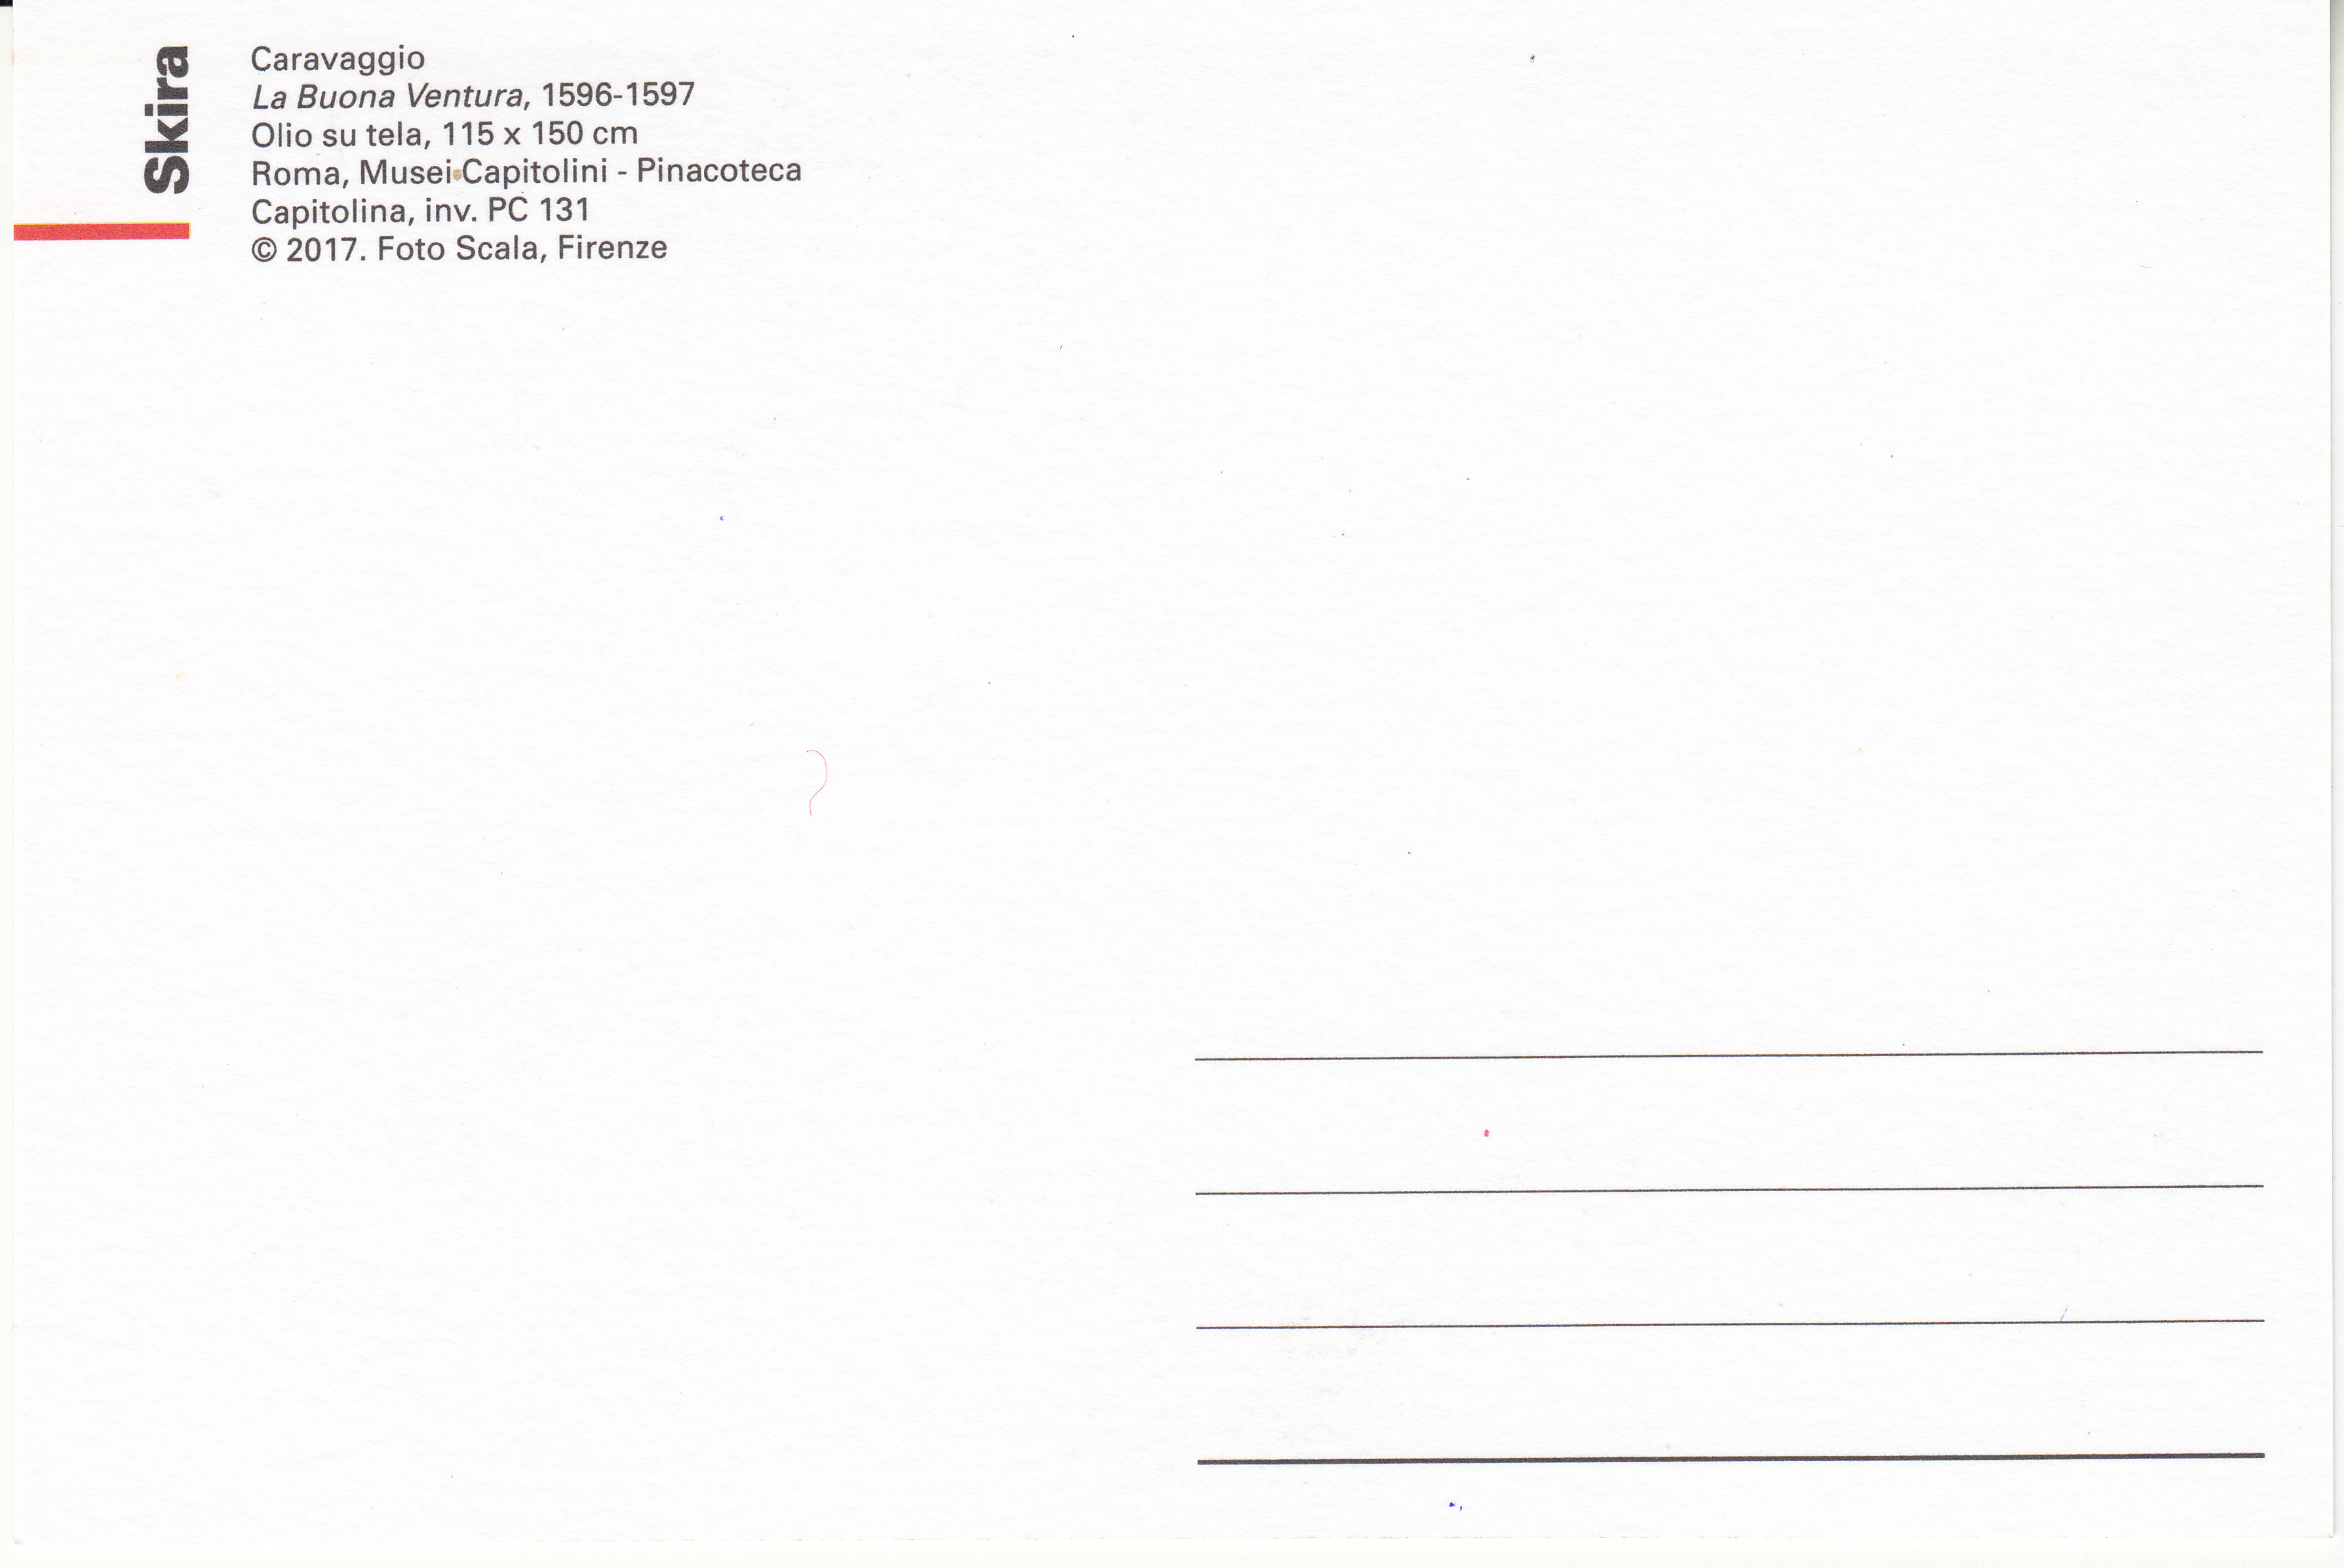 Skira
Caravaggio
La Buona Ventura, 1596-1597
Olio su tela, 115 x 150 cm
Roma, Musei Capitolini - Pinacoteca
Capitolina, inv. PC 131
© 2017. Foto Scala, Firenze